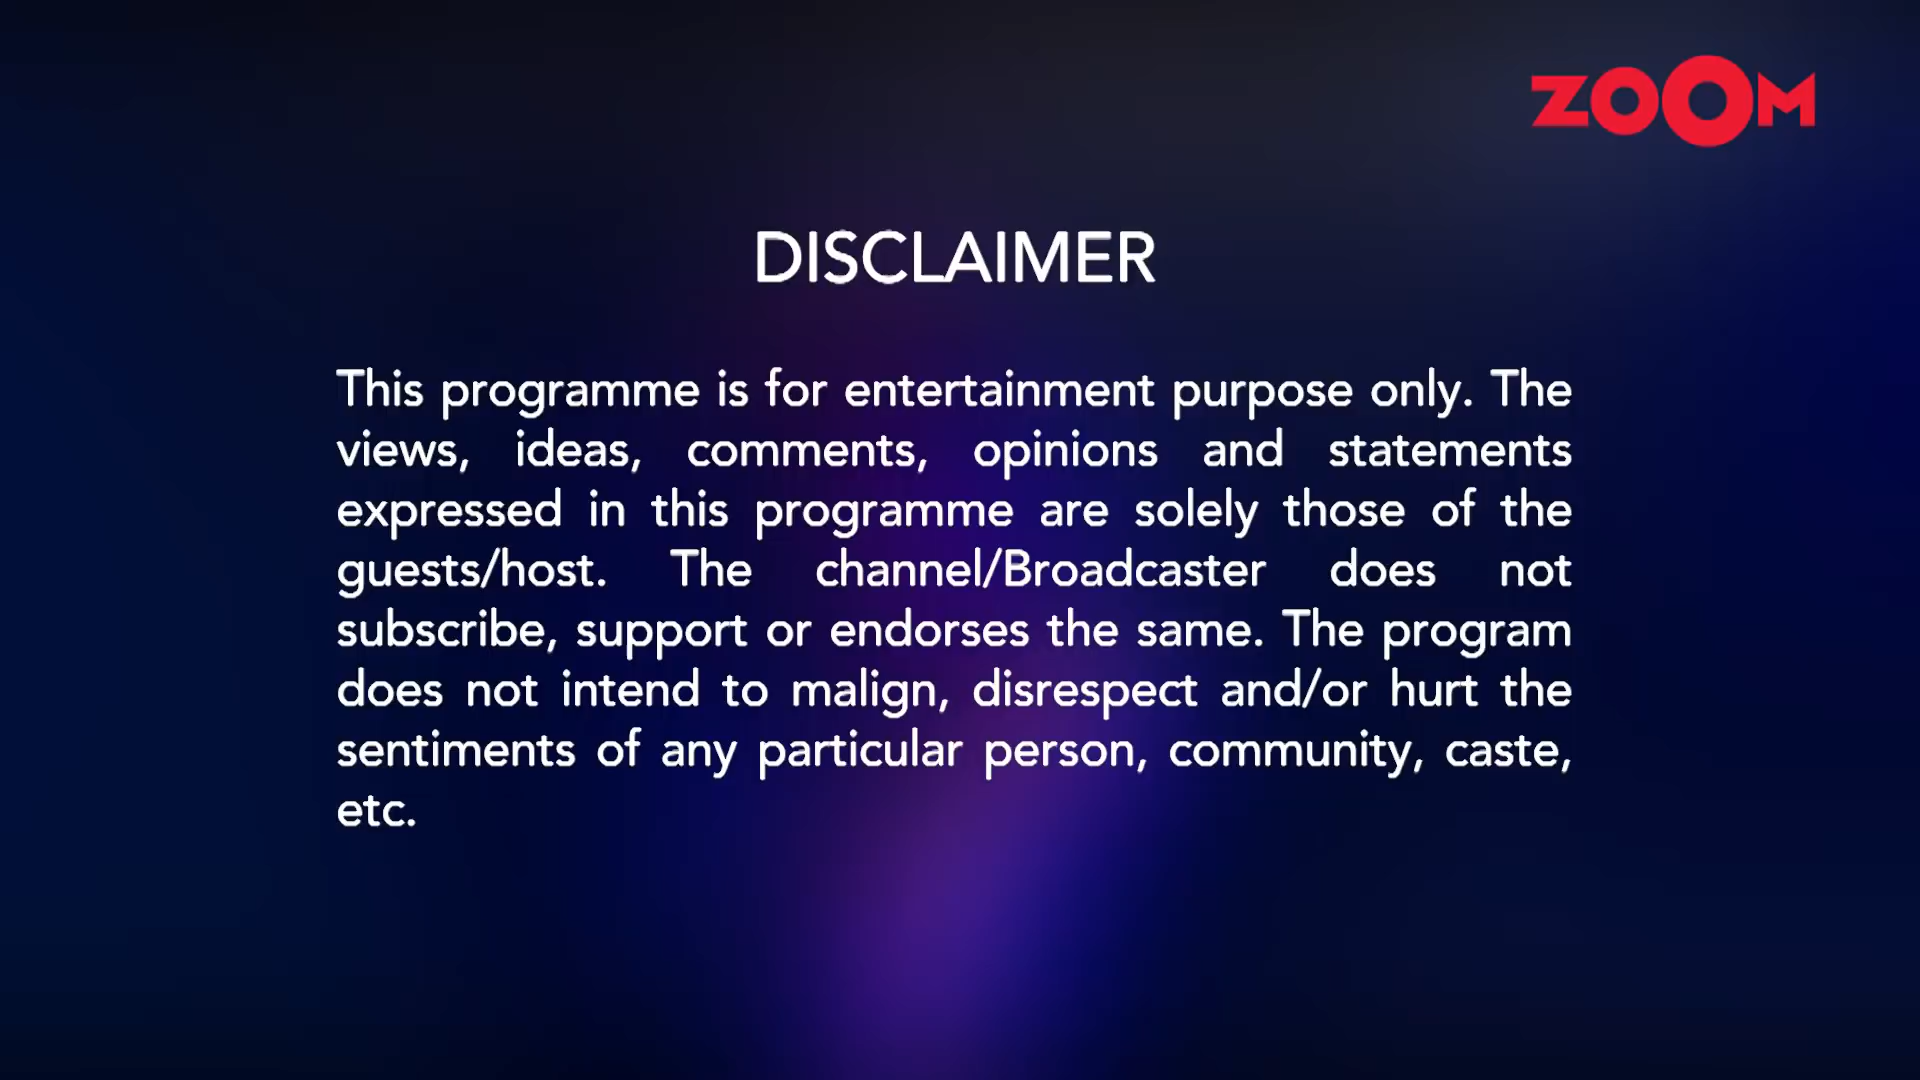 ZOOM
DISCLAIMER
This programme is for entertainment purpose only. The
views, ideas, comments, opinions and statements
expressed in this programme are solely those of the
guests/host. The channel/Broadcaster does not
subscribe, support or endorses the same. The program
does not intend to malign, disrespect and/or hurt the
sentiments of any particular person, community, caste,
etc.